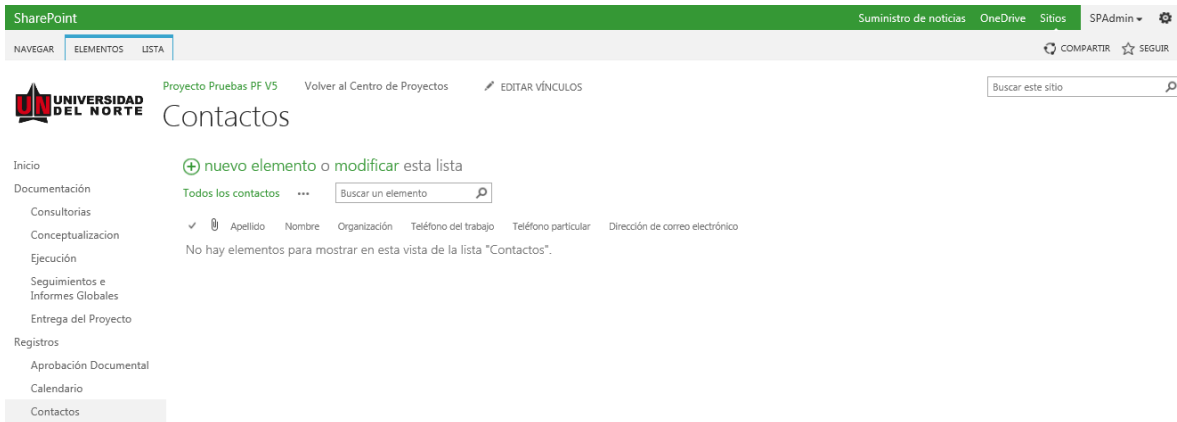 SharePoint
Suministro de noticias OneDrive Sitios SPAdmin
NAVEGAR ELEMENTOS LISTA
COMPARTIR SEGUIR
UN UNIVERSIDAD
DEL NORTE
Proyecto Pruebas PF V5 Volver al Centro de Proyectos EDITAR VÍNCULOS
Buscar este sitio
Contactos
Inicio
Documentación
Consultorias
Conceptualizacion
Ejecución
Seguimientos e
Informes Globales
Entrega del Proyecto
Registros
Aprobación Documental
Calendario
Contactos
nuevo elemento o modificar esta lista
Todos los contactos ••• Buscar un elemento
Apellido Nombre Organización Teléfono del trabajo Teléfono particular Dirección de correo electrónico
No hay elementos para mostrar en esta vista de la lista "Contactos".